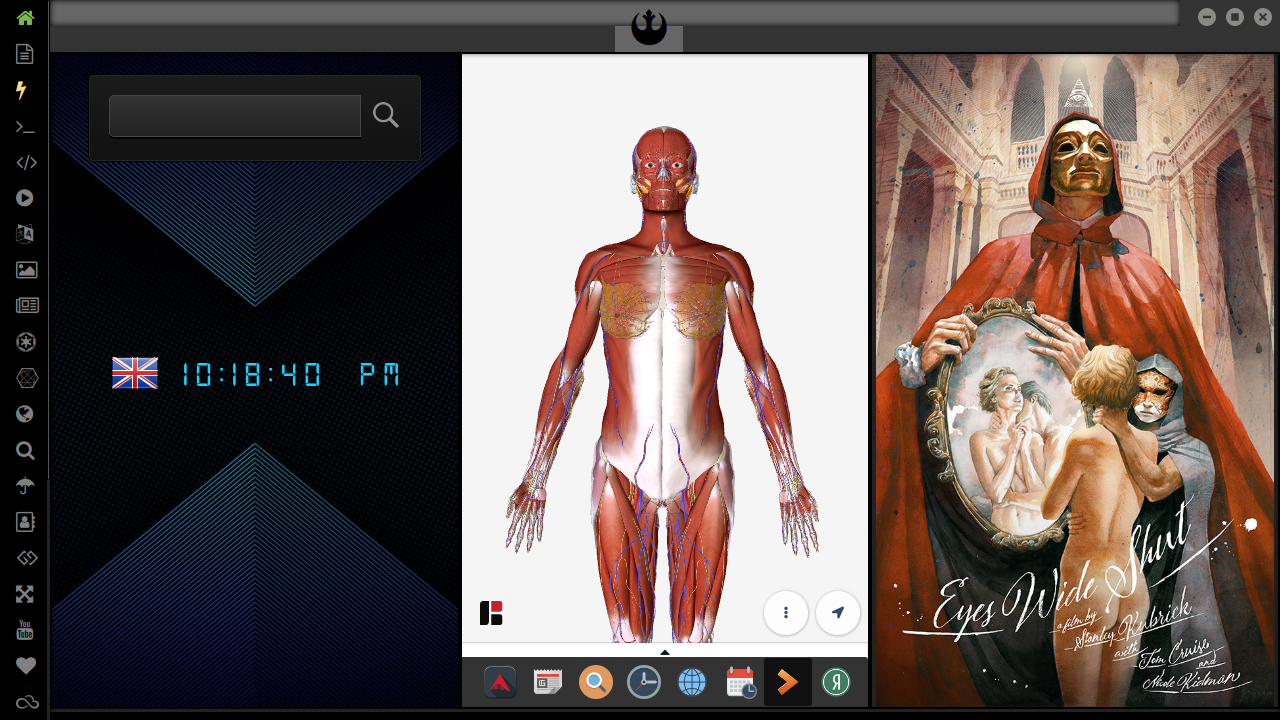 10:18:40 PM
Eyes Wide Shut
a film by
Stanley Kubrick
with
Tom Cruise
and
Nicole Kidman
You
Tube
A
Я